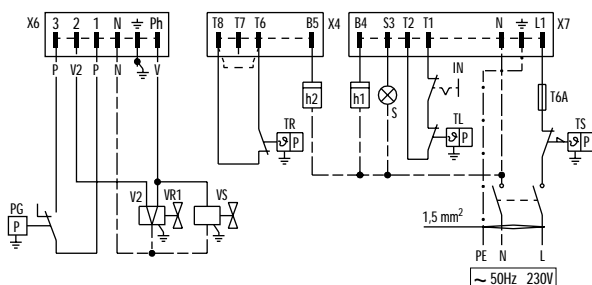 X6 3 2 1 N Ph
T8 T7 T6 B5 X4
B4 S3 T2 T1 N L1 X7
P V2 P N V
h2 h1 S IN
T6A
TR ϑ P
TL ϑ P
TS ϑ P
V2 VR1 VS
PG P
1,5 mm²
PE N L
~ 50Hz 230V